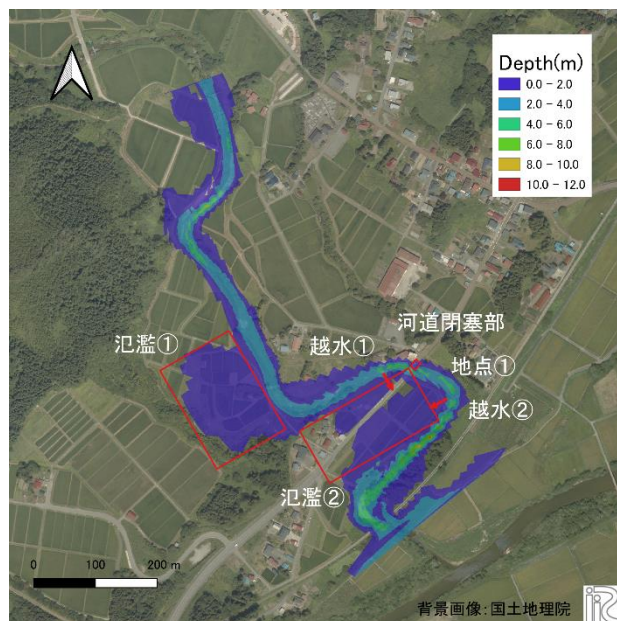 Depth(m)
0.0 - 2.0
2.0 - 4.0
4.0 - 6.0
6.0 - 8.0
8.0 - 10.0
10.0 - 12.0
河道閉塞部
氾濫①
越水①
地点①
越水②
氾濫②
0 100 200 m
背景画像：国土地理院